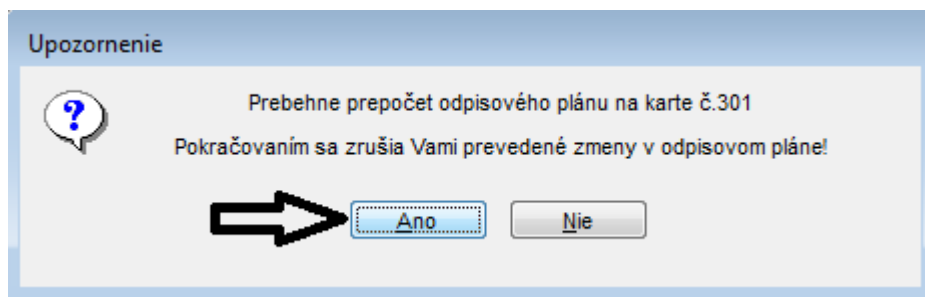 Upozornenie
Prebehne prepočet odpisového plánu na karte č.301
Pokračovaním sa zrušia Vami prevedené zmeny v odpisovom pláne!
Ano Nie